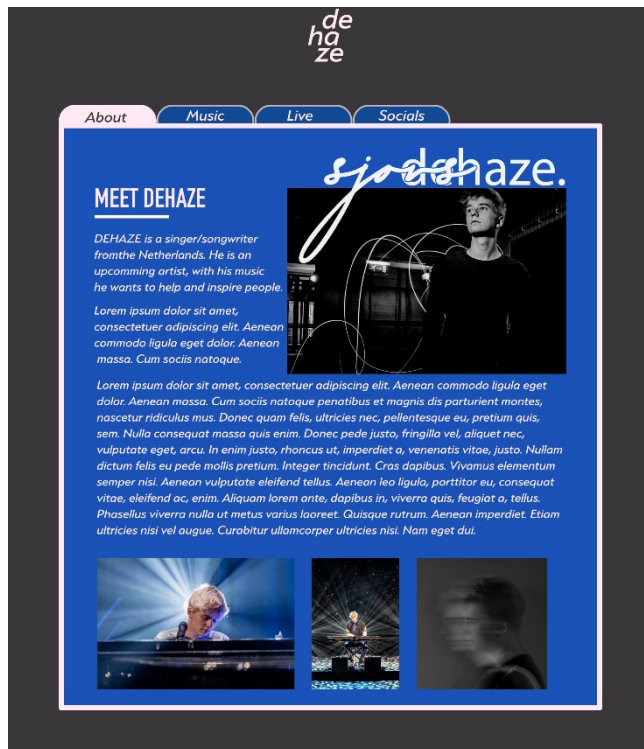 de
ha
ze
About
Music
Live
Socials
sjors
dehaze.
MEET DEHAZE
DEHAZE is a singer/songwriter
fromthe Netherlands. He is an
upcomming artist, with his music
he wants to help and inspire people.
Lorem ipsum dolor sit amet,
consectetuer adipiscing elit. Aenean
commodo ligula eget dolor. Aenean
massa. Cum sociis natoque.
Lorem ipsum dolor sit amet, consectetuer adipiscing elit. Aenean commodo ligula eget
dolor. Aenean massa. Cum sociis natoque penatibus et magnis dis parturient montes,
nascetur ridiculus mus. Donec quam felis, ultricies nec, pellentesque eu, pretium quis,
sem. Nulla consequat massa quis enim. Donec pede justo, fringilla vel, aliquet nec,
vulputate eget, arcu. In enim justo, rhoncus ut, imperdiet a, venenatis vitae, justo. Nullam
dictum felis eu pede mollis pretium. Integer tincidunt. Cras dapibus. Vivamus elementum
semper nisi. Aenean vulputate eleifend tellus. Aenean leo ligula, porttitor eu, consequat
vitae, eleifend ac, enim. Aliquam lorem ante, dapibus in, viverra quis, feugiat a, tellus.
Phasellus viverra nulla ut metus varius laoreet. Quisque rutrum. Aenean imperdiet. Etiam
ultricies nisi vel augue. Curabitur ullamcorper ultricies nisi. Nam eget dui.